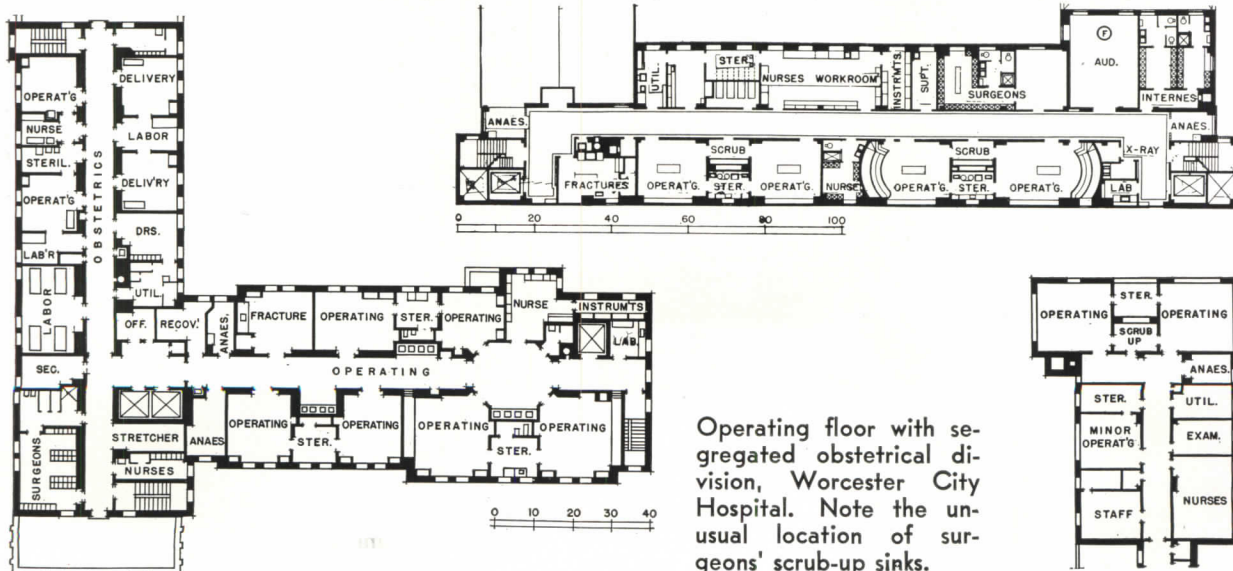 OPERAT'G
NURSE
STERIL.
OPERAT'G
LAB'R
LABOR
SEC.
SURGEONS
OBSTETRICS
DELIVERY
LABOR
DELIV'RY
DRS.
UTIL.
OFF.
RECOV.
ANAES.
STRETCHER
NURSES
ANAES
FRACTURE
OPERATING
STER.
OPERATING
NURSE
INSTRUM'TS
LAB.
OPERATING
OPERATING
STER.
OPERATING
OPERATING
STER.
OPERATING
0 10 20 30 40
UTIL.
STER.
NURSES WORKROOM
INSTRM'TS.
SUPT.
SURGEONS
F
AUD.
INTERNES
ANAES.
ANAES.
FRACTURES
OPERAT'G.
SCRUB
STER.
OPERAT'G.
NURSE
OPERAT'G.
SCRUB
STER.
OPERAT'G.
X-RAY
LAB
0 20 40 60 80 100
Operating floor with se-
gregated obstetrical di-
vision, Worcester City
Hospital. Note the un-
usual location of sur-
geons' scrub-up sinks.
OPERATING
STER.
SCRUB
UP
OPERATING
ANAES.
STER.
UTIL.
MINOR
OPERAT'G
EXAM.
STAFF
NURSES